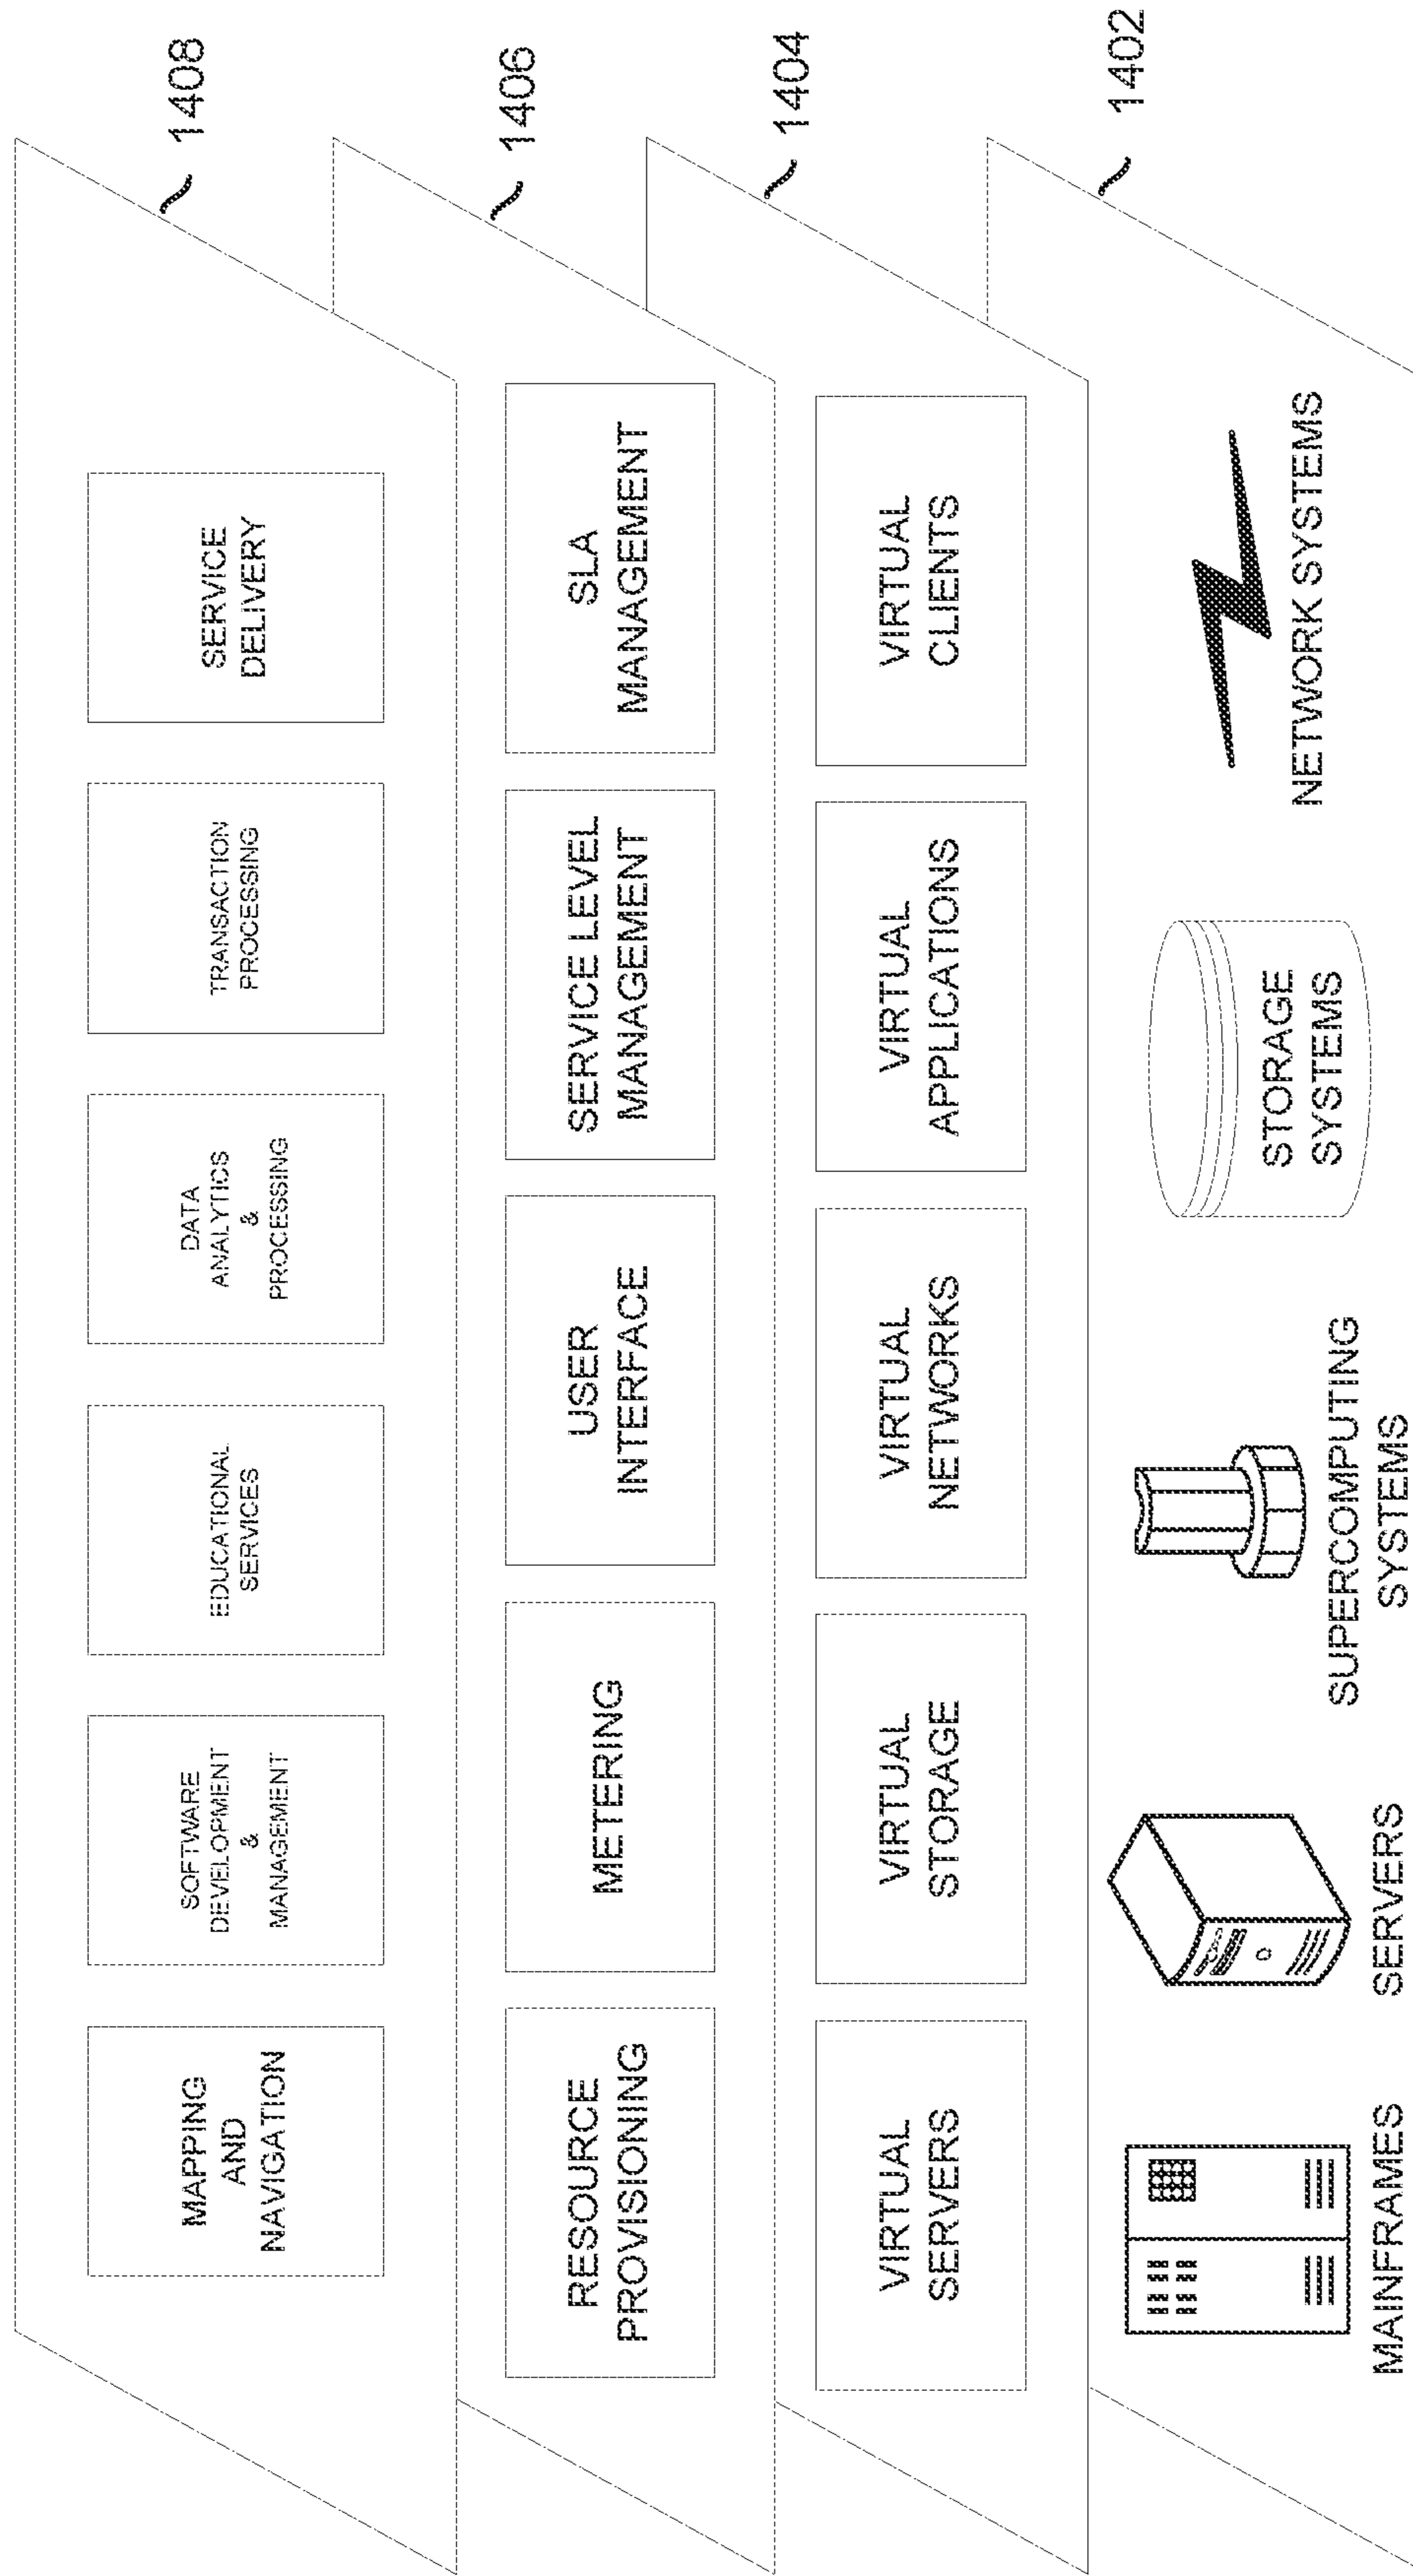 MAPPING
AND
NAVIGATION
SOFTWARE
DEVELOPMENT
&
MANAGEMENT
EDUCATIONAL
SERVICES
DATA
ANALYTICS
&
PROCESSING
TRANSACTION
PROCESSING
SERVICE
DELIVERY
1408
RESOURCE
PROVISIONING
METERING
USER
INTERFACE
SERVICE LEVEL
MANAGEMENT
SLA
MANAGEMENT
1406
VIRTUAL
SERVERS
VIRTUAL
STORAGE
VIRTUAL
NETWORKS
VIRTUAL
APPLICATIONS
VIRTUAL
CLIENTS
1404
MAINFRAMES
SERVERS
SUPERCOMPUTING
SYSTEMS
STORAGE
SYSTEMS
NETWORK SYSTEMS
1402